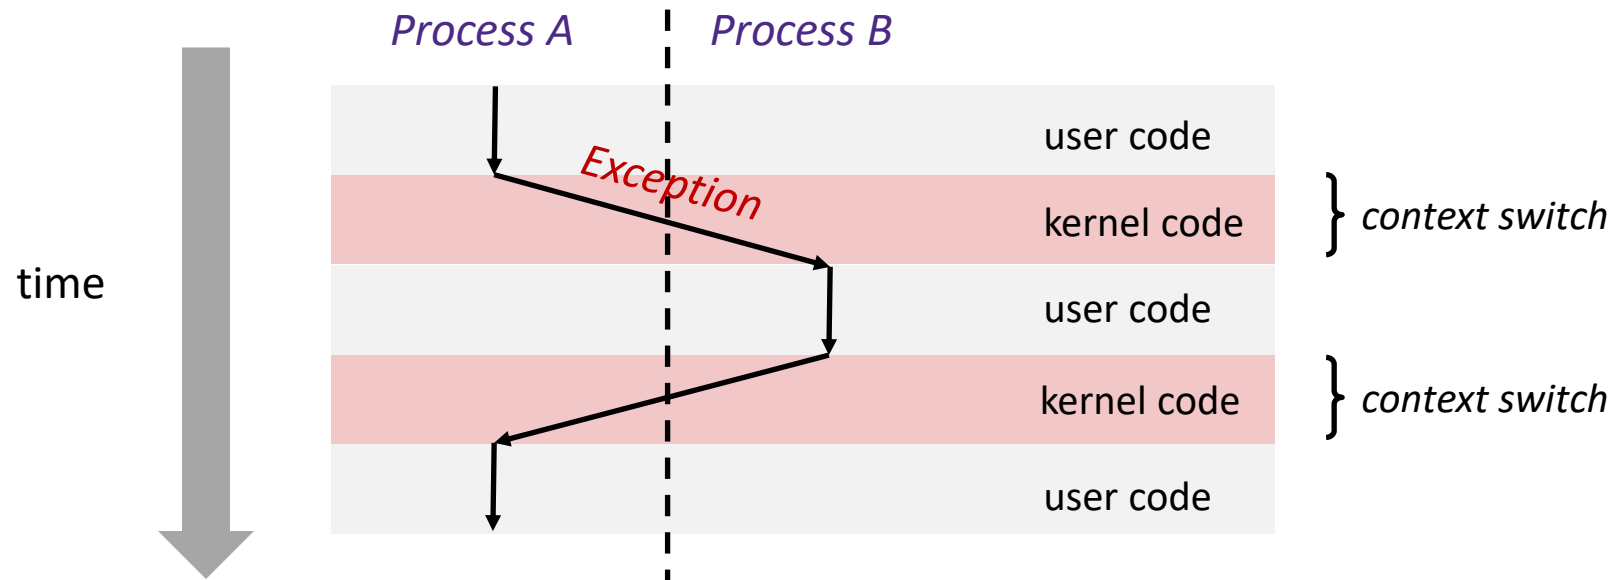 Process A
Process B
user code
Exception
kernel code
context switch
time
user code
kernel code
context switch
user code